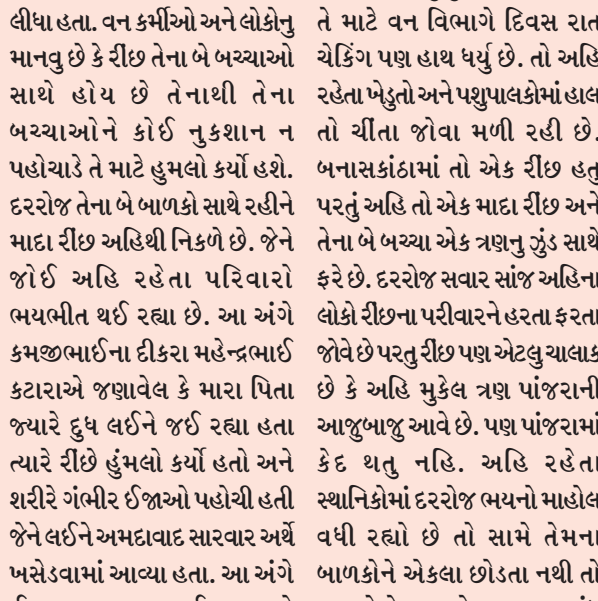 લીધા હતા. વન કર્મીઓ અને લોકોનુ
માનવુ છે કે રીંછ તેના બે બચ્ચાઓ
સાથે હોય છે તેનાથી તેના
બચ્ચાઓને કોઈ નુકશાન ન
પહોચાડે તે માટે હુમલો કર્યો હશે.
દરરોજ તેના બે બાળકો સાથે રહીને
માદા રીંછ અહિથી નિકળે છે. જેને
જોઈ અહિ રહેતા પરિવારો
ભયભીત થઈ રહ્યા છે. આ અંગે
કમજીભાઈના દીકરા મહેન્દ્રભાઈ
કટારાએ જણાવેલ કે મારા પિતા
જ્યારે દુધ લઈને જઈ રહ્યા હતા
ત્યારે રીંછે હુંમલો કર્યો હતો અને
શરીરે ગંભીર ઈજાઓ પહોચી હતી
જેને લઈને અમદાવાદ સારવાર અર્થે
ખસેડવામાં આવ્યા હતા. આ અંગે
તે માટે વન વિભાગે દિવસ રાત
ચેકિંગ પણ હાથ ધર્યુ છે. તો અહિ
રહેતા ખેડુતો અને પશુપાલકોમાં હાલ
તો ચીંતા જોવા મળી રહી છે.
બનાસકાંઠામાં તો એક રીંછ હતુ
પરતું અહિ તો એક માદા રીંછ અને
તેના બે બચ્ચા એક ત્રણનુ ઝુંડ સાથે
ફરે છે. દરરોજ સવાર સાંજ અહિના
લોકો રીંછના પરીવારને હરતા ફરતા
જોવે છે પરતુ રીંછ પણ એટલુ ચાલાક
છે કે અહિ મુકેલ ત્રણ પાંજરાની
આજુબાજુ આવે છે. પણ પાંજરામાં
કેદ થતુ નહિ. અહિ રહેતા
સ્થાનિકોમાં દરરોજ ભયનો માહોલ
વધી રહ્યો છે તો સામે તેમના
બાળકોને એકલા છોડતા નથી તો